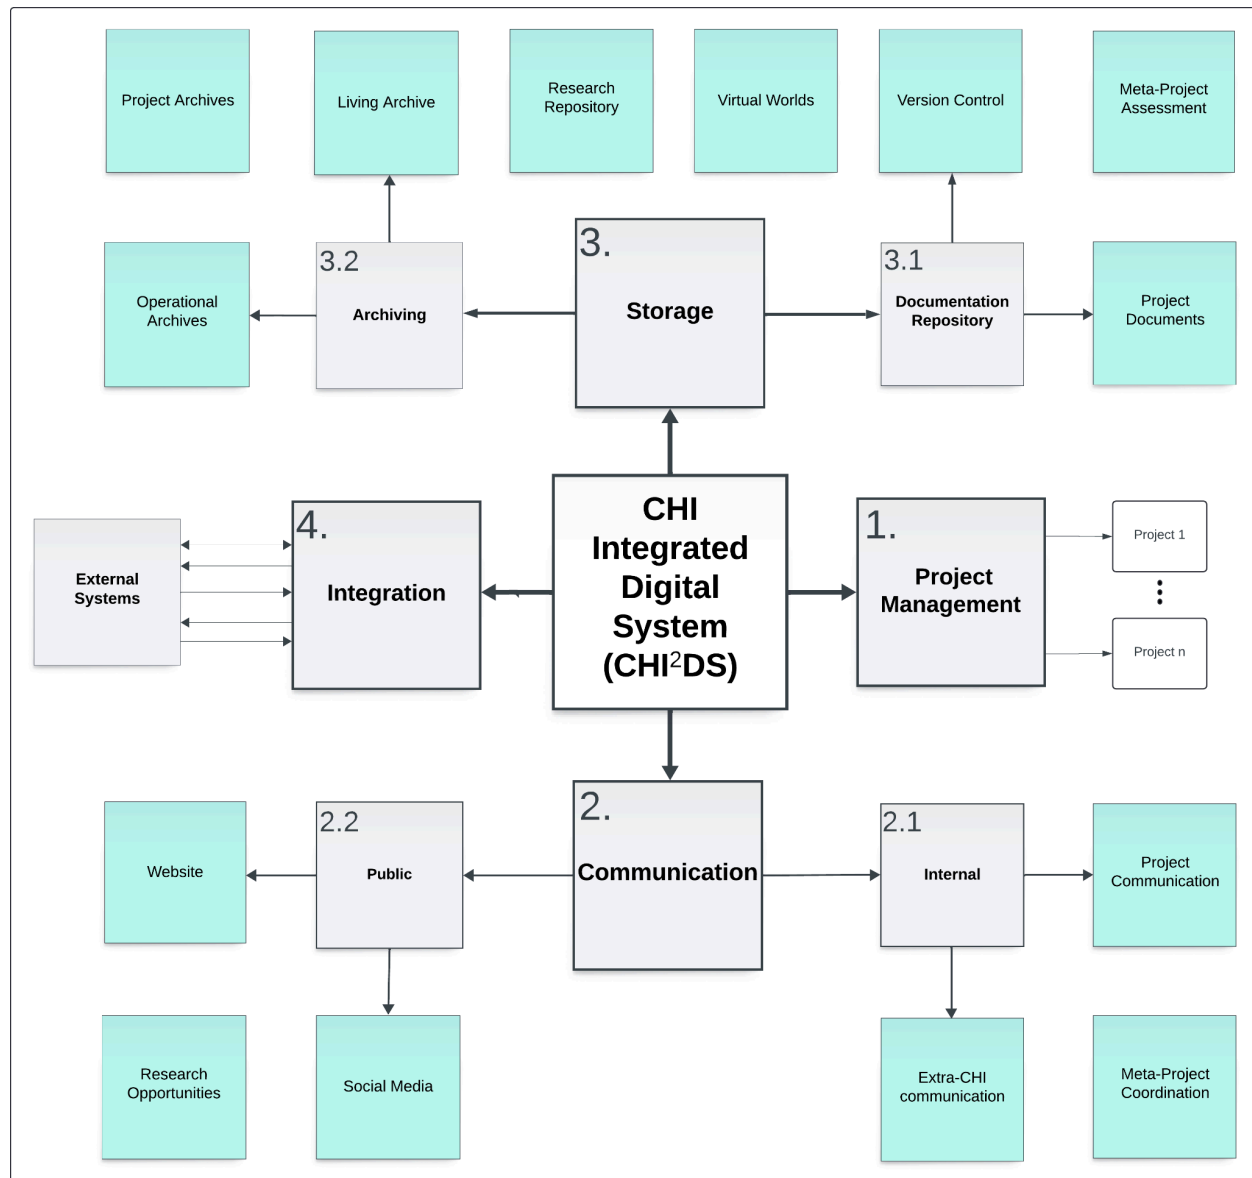 Project Archives
Living Archive
Research
Repository
Virtual Worlds
Version Control
Meta-Project
Assessment
Operational
Archives
3.2
Archiving
3.
Storage
3.1
Documentation
Repository
Project
Documents
External
Systems
4.
Integration
CHI
Integrated
Digital
System
(CHI²DS)
1.
Project
Management
Project 1
Project n
Website
2.2
Public
2.
Communication
2.1
Internal
Project
Communication
Research
Opportunities
Social Media
Extra-CHI
communication
Meta-Project
Coordination